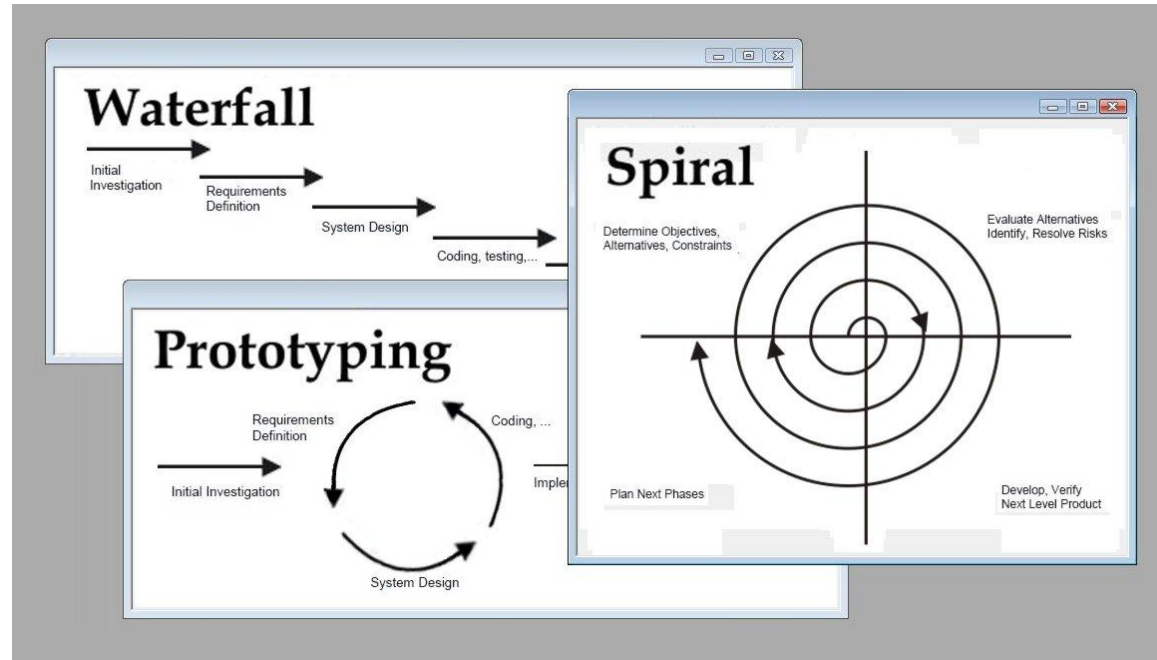 Waterfall
Initial
Investigation
Requirements
Definition
System Design
Coding, testing,...
Prototyping
Requirements
Definition
Coding, ...
Initial Investigation
System Design
Spiral
Determine Objectives,
Alternatives, Constraints
Evaluate Alternatives
Identify, Resolve Risks
Plan Next Phases
Develop, Verify
Next Level Product